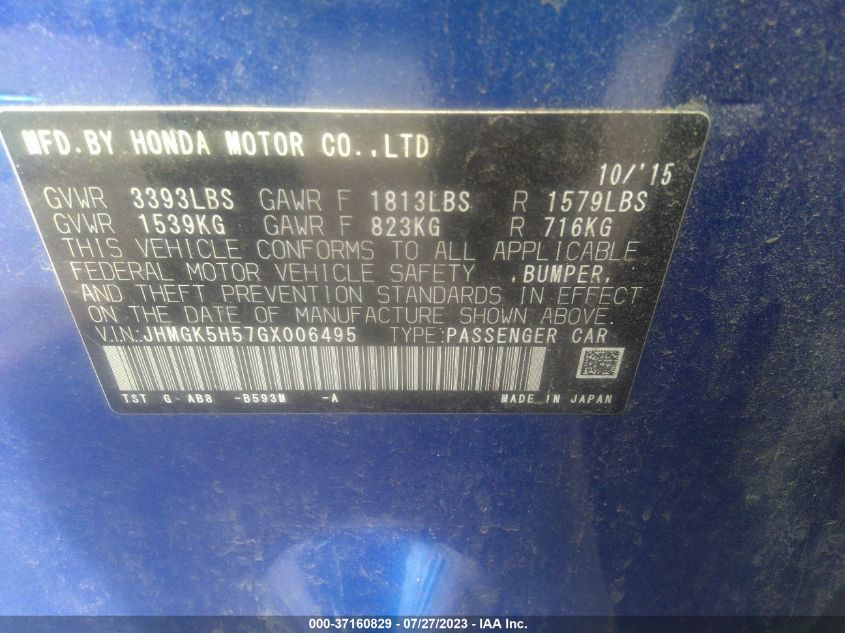 MFD.BY HONDA MOTOR CO.,LTD
10/'15
GVWR 3393LBS GAWR F 1813LBS R 1579LBS
GVWR 1539KG GAWR F 823KG R 716KG
THIS VEHICLE CONFORMS TO ALL APPLICABLE
FEDERAL MOTOR VEHICLE SAFETY ,BUMPER,
AND THEFT PREVENTION STANDARDS IN EFFECT
ON THE DATE OF MANUFACTURE SHOWN ABOVE.
V.I.N.:JHMGK5H57GX006495 TYPE:PASSENGER CAR
TST G-AB8 -B593M -A MADE IN JAPAN
000-37160829 - 07/27/2023 - IAA Inc.